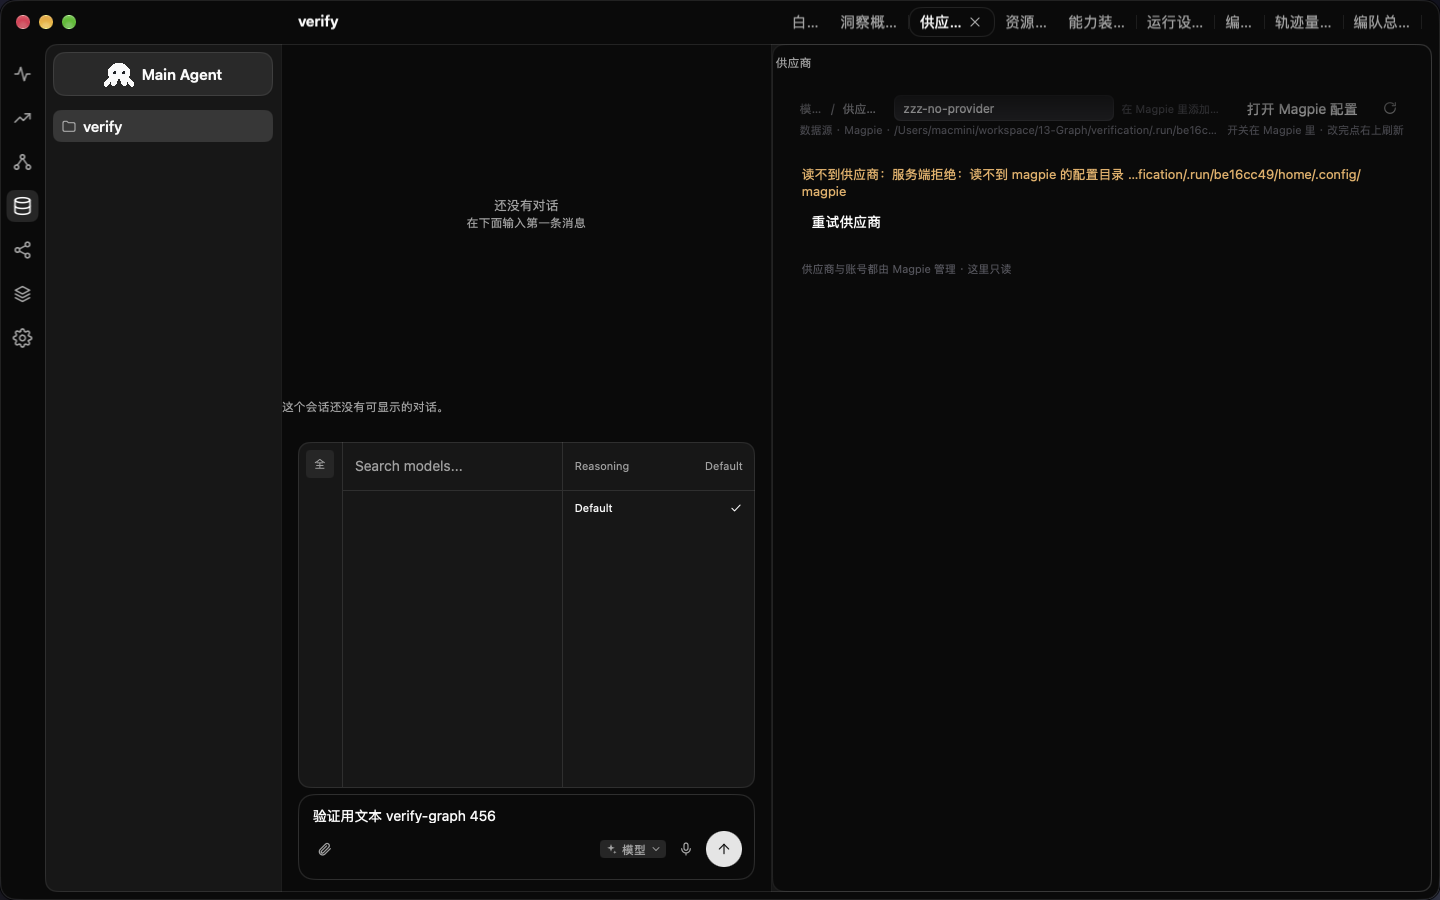 verify
白...
洞察概...
供应...
资源...
能力装...
运行设...
编...
轨迹量...
编队总...
Main Agent
verify
还没有对话
在下面输入第一条消息
这个会话还没有可显示的对话。
全
Search models...
Reasoning
Default
Default
验证用文本 verify-graph 456
模型
供应商
模... / 供应...
zzz-no-provider
在 Magpie 里添加...
打开 Magpie 配置
数据源 · Magpie · /Users/macmini/workspace/13-Graph/verification/.run/be16c...
开关在 Magpie 里 · 改完点右上刷新
读不到供应商：服务端拒绝：读不到 magpie 的配置目录 ...fication/.run/be16cc49/home/.config/
magpie
重试供应商
供应商与账号都由 Magpie 管理 · 这里只读